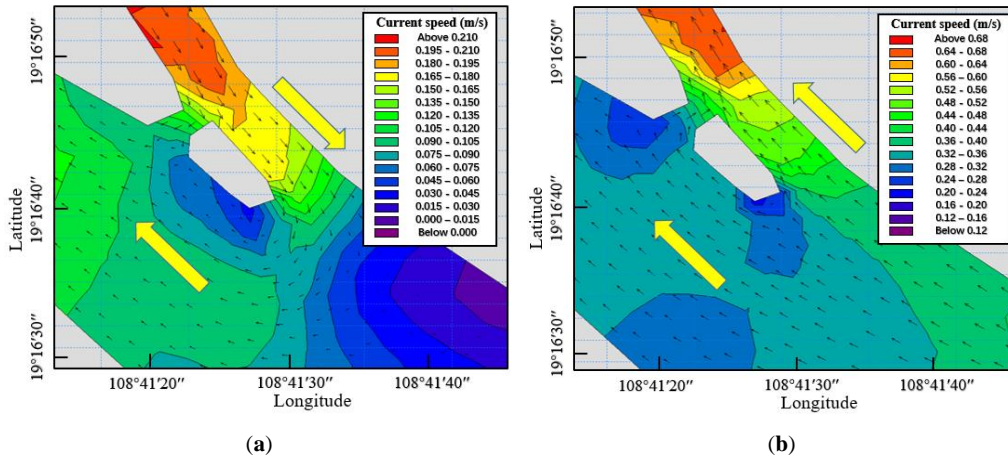 Current speed (m/s)
Above 0.210
0.195 - 0.210
0.180 - 0.195
0.165 - 0.180
0.150 - 0.165
0.135 - 0.150
0.120 - 0.135
0.105 - 0.120
0.090 - 0.105
0.075 - 0.090
0.060 - 0.075
0.045 - 0.060
0.030 - 0.045
0.015 - 0.030
0.000 - 0.015
Below 0.000
Latitude
19°16′50″
19°16′40″
19°16′30″
108°41′20″ 108°41′30″ 108°41′40″
Longitude
(a)
Current speed (m/s)
Above 0.68
0.64 - 0.68
0.60 - 0.64
0.56 - 0.60
0.52 - 0.56
0.48 - 0.52
0.44 - 0.48
0.40 - 0.44
0.36 - 0.40
0.32 - 0.36
0.28 - 0.32
0.24 - 0.28
0.20 - 0.24
0.16 - 0.20
0.12 – 0.16
Below 0.12
Latitude
19°16′50″
19°16′40″
19°16′30″
108°41′20″ 108°41′30″ 108°41′40″
Longitude
(b)